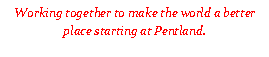 Working together to make the world a better
place starting at Pentland.